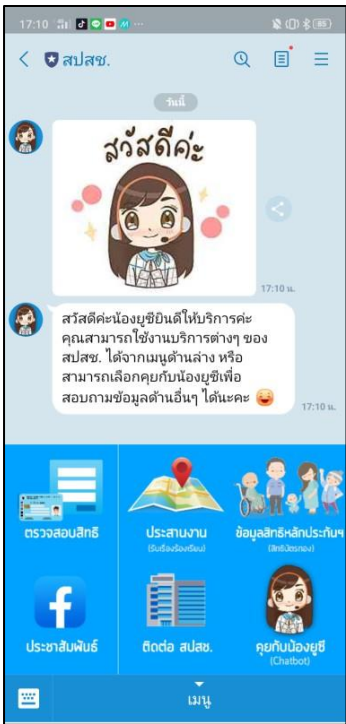 17:10
85
สปสช.
วันนี้
สวัสดีค่ะ
17:10 น.
สวัสดีค่ะน้องยูซียินดีให้บริการค่ะ
คุณสามารถใช้งานบริการต่างๆ ของ
สปสช. ได้จากเมนูด้านล่าง หรือ
สามารถเลือกคุยกับน้องยูซีเพื่อ
สอบถามข้อมูลด้านอื่นๆ ได้นะคะ
17:10 น.
ตรวจสอบสิทธิ
ประสานงาน
(รับเรื่องร้องเรียน)
ข้อมูลสิทธิหลักประกันฯ
(สิทธิบัตรทอง)
ประชาสัมพันธ์
ติดต่อ สปสช.
คุยกับน้องยูซี
(Chatbot)
เมนู